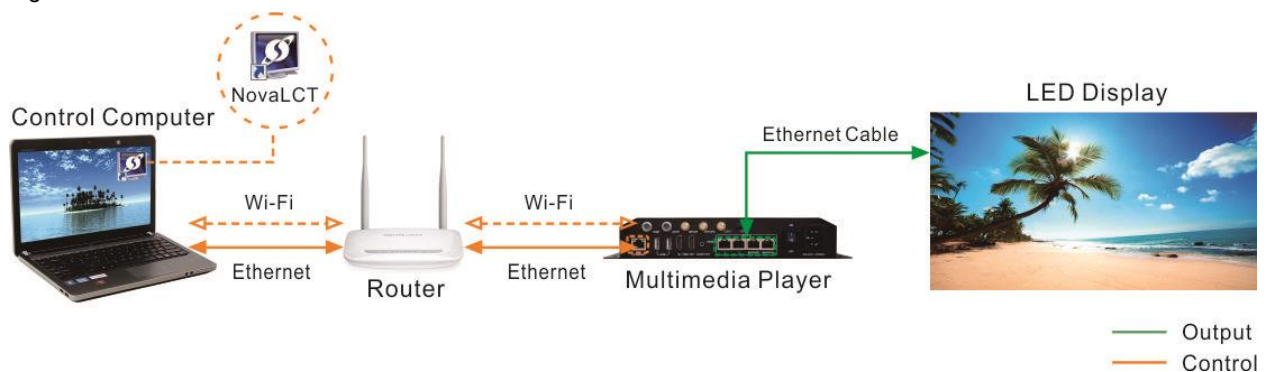 NovaLCT
Control Computer
LED Display
Ethernet Cable
Wi-Fi
Wi-Fi
Ethernet
Ethernet
Router
Multimedia Player
Output
Control